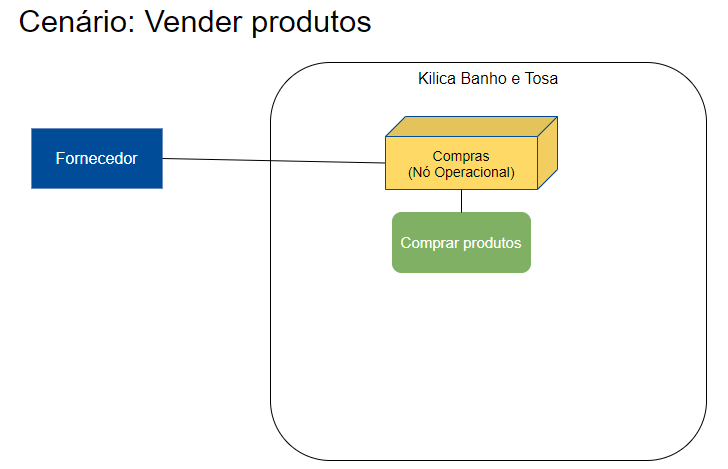 Cenário: Vender produtos
Kilica Banho e Tosa
Fornecedor
Compras
(Nó Operacional)
Comprar produtos